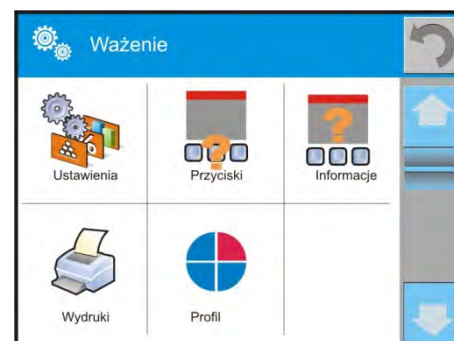 Ważenie
Ustawienia
Przyciski
Informacje
Wydruki
Profil